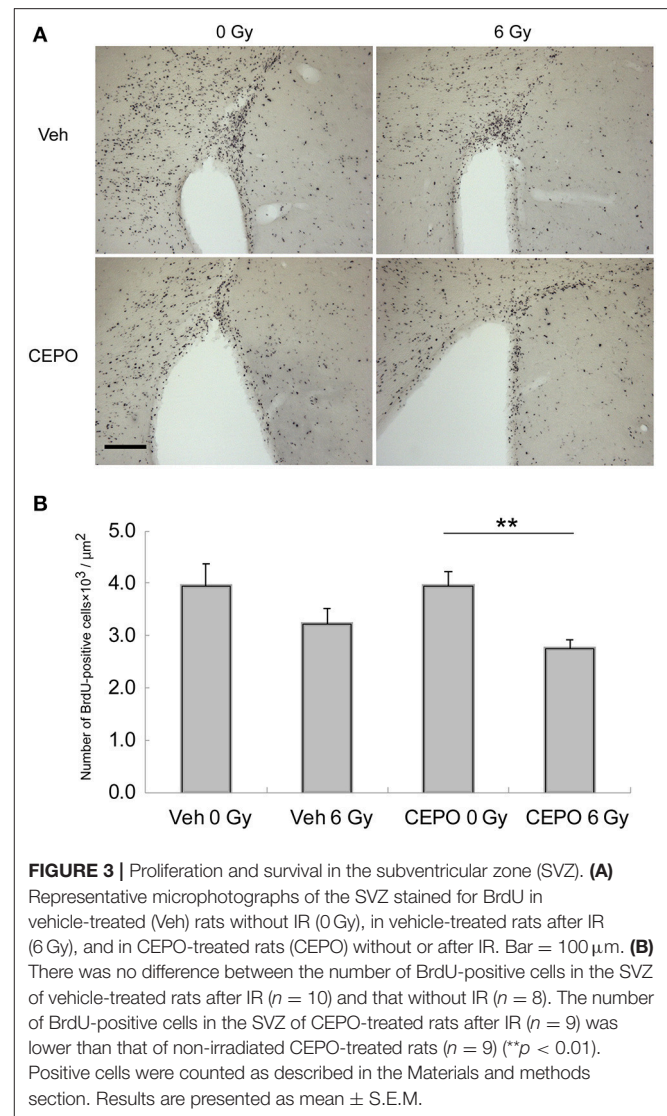 A
0 Gy
6 Gy
Veh
CEPO
B
Number of BrdU-positive cells×10³ / µm²
5.0
4.0
3.0
2.0
1.0
0.0
**
Veh 0 Gy
Veh 6 Gy
CEPO 0 Gy
CEPO 6 Gy
FIGURE 3 | Proliferation and survival in the subventricular zone (SVZ). (A)
Representative microphotographs of the SVZ stained for BrdU in
vehicle-treated (Veh) rats without IR (0 Gy), in vehicle-treated rats after IR
(6 Gy), and in CEPO-treated rats (CEPO) without or after IR. Bar = 100 µm. (B)
There was no difference between the number of BrdU-positive cells in the SVZ
of vehicle-treated rats after IR (n = 10) and that without IR (n = 8). The number
of BrdU-positive cells in the SVZ of CEPO-treated rats after IR (n = 9) was
lower than that of non-irradiated CEPO-treated rats (n = 9) (**p < 0.01).
Positive cells were counted as described in the Materials and methods
section. Results are presented as mean ± S.E.M.